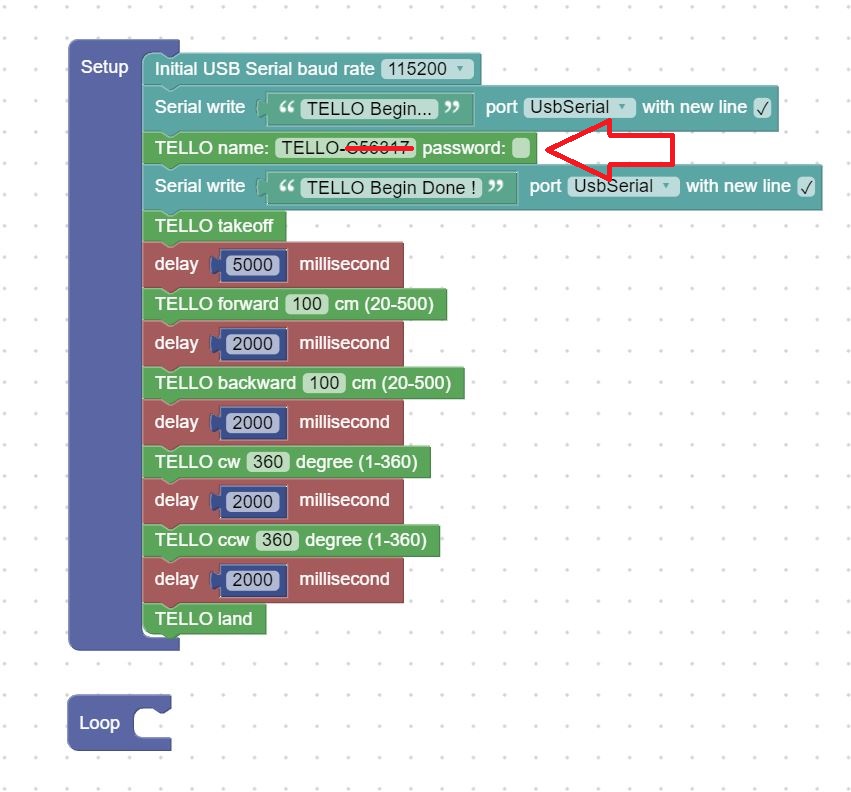 Setup
Initial USB Serial baud rate 115200
Serial write “ TELLO Begin... ” port UsbSerial with new line ✓
TELLO name: TELLO- password:
Serial write “ TELLO Begin Done ! ” port UsbSerial with new line ✓
TELLO takeoff
delay 5000 millisecond
TELLO forward 100 cm (20-500)
delay 2000 millisecond
TELLO backward 100 cm (20-500)
delay 2000 millisecond
TELLO cw 360 degree (1-360)
delay 2000 millisecond
TELLO ccw 360 degree (1-360)
delay 2000 millisecond
TELLO land
Loop